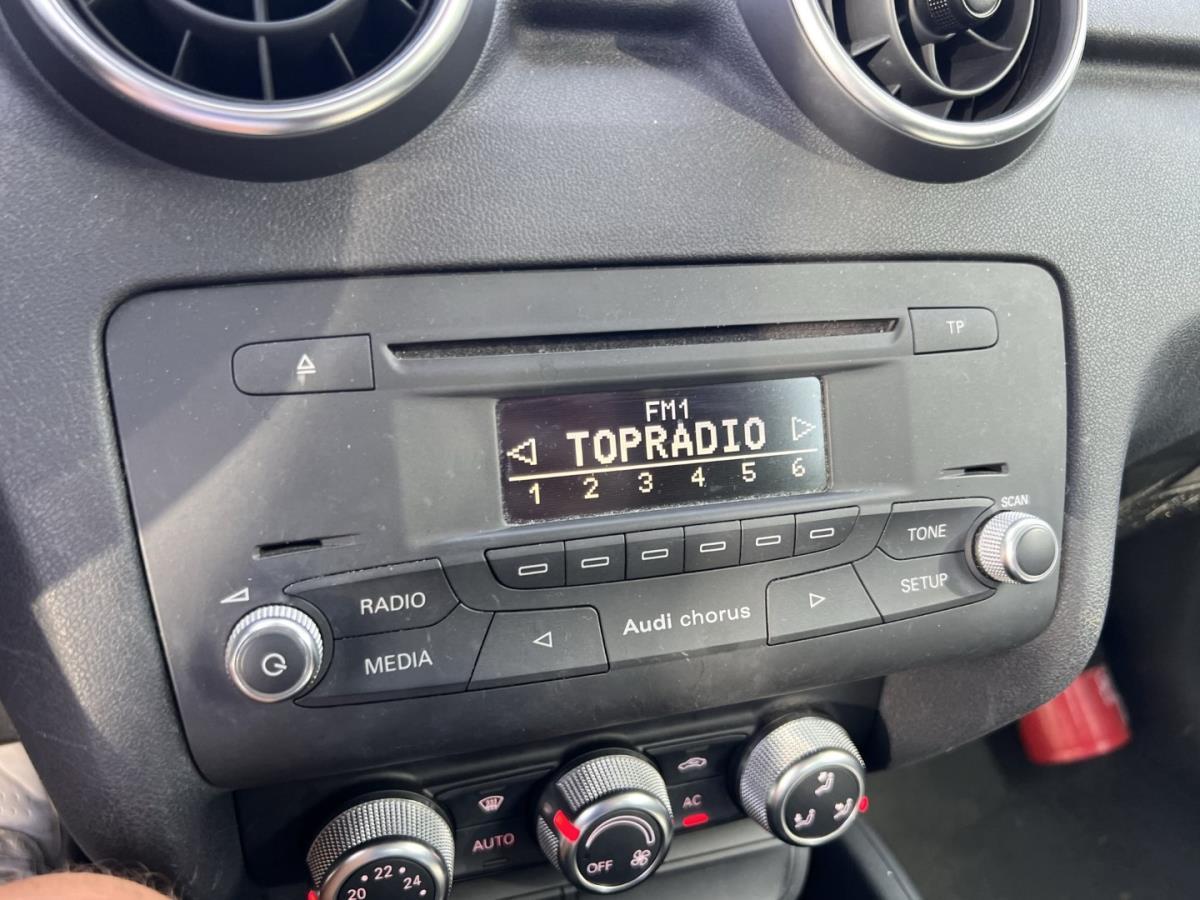 TP
FM1
TOPRADIO
1 2 3 4 5 6
SCAN
TONE
RADIO
SETUP
Audi chorus
MEDIA
AC
AUTO
OFF
20 22 24